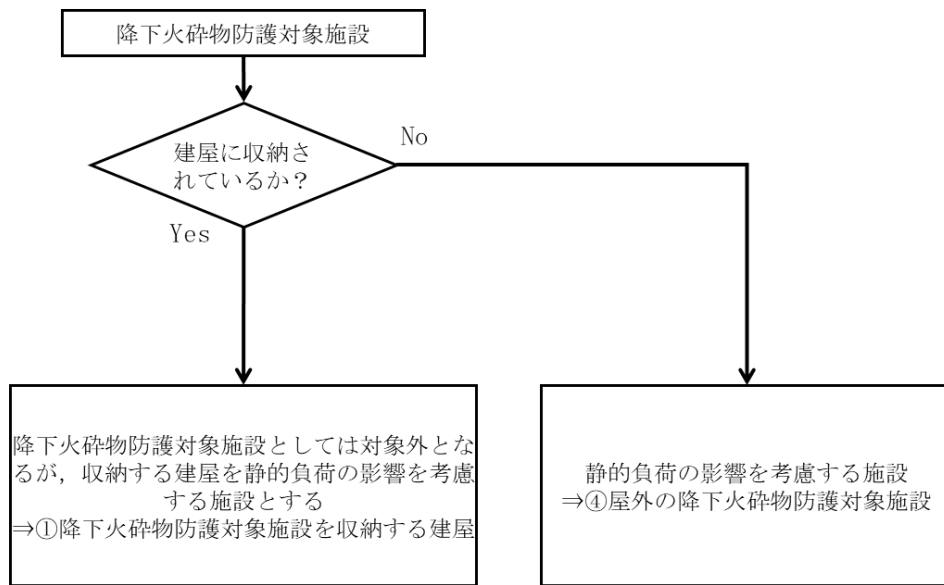 降下火砕物防護対象施設
建屋に収納さ
れているか？
No
Yes
降下火砕物防護対象施設としては対象外とな
るが，収納する建屋を静的負荷の影響を考慮
する施設とする
⇒①降下火砕物防護対象施設を収納する建屋
静的負荷の影響を考慮する施設
⇒④屋外の降下火砕物防護対象施設